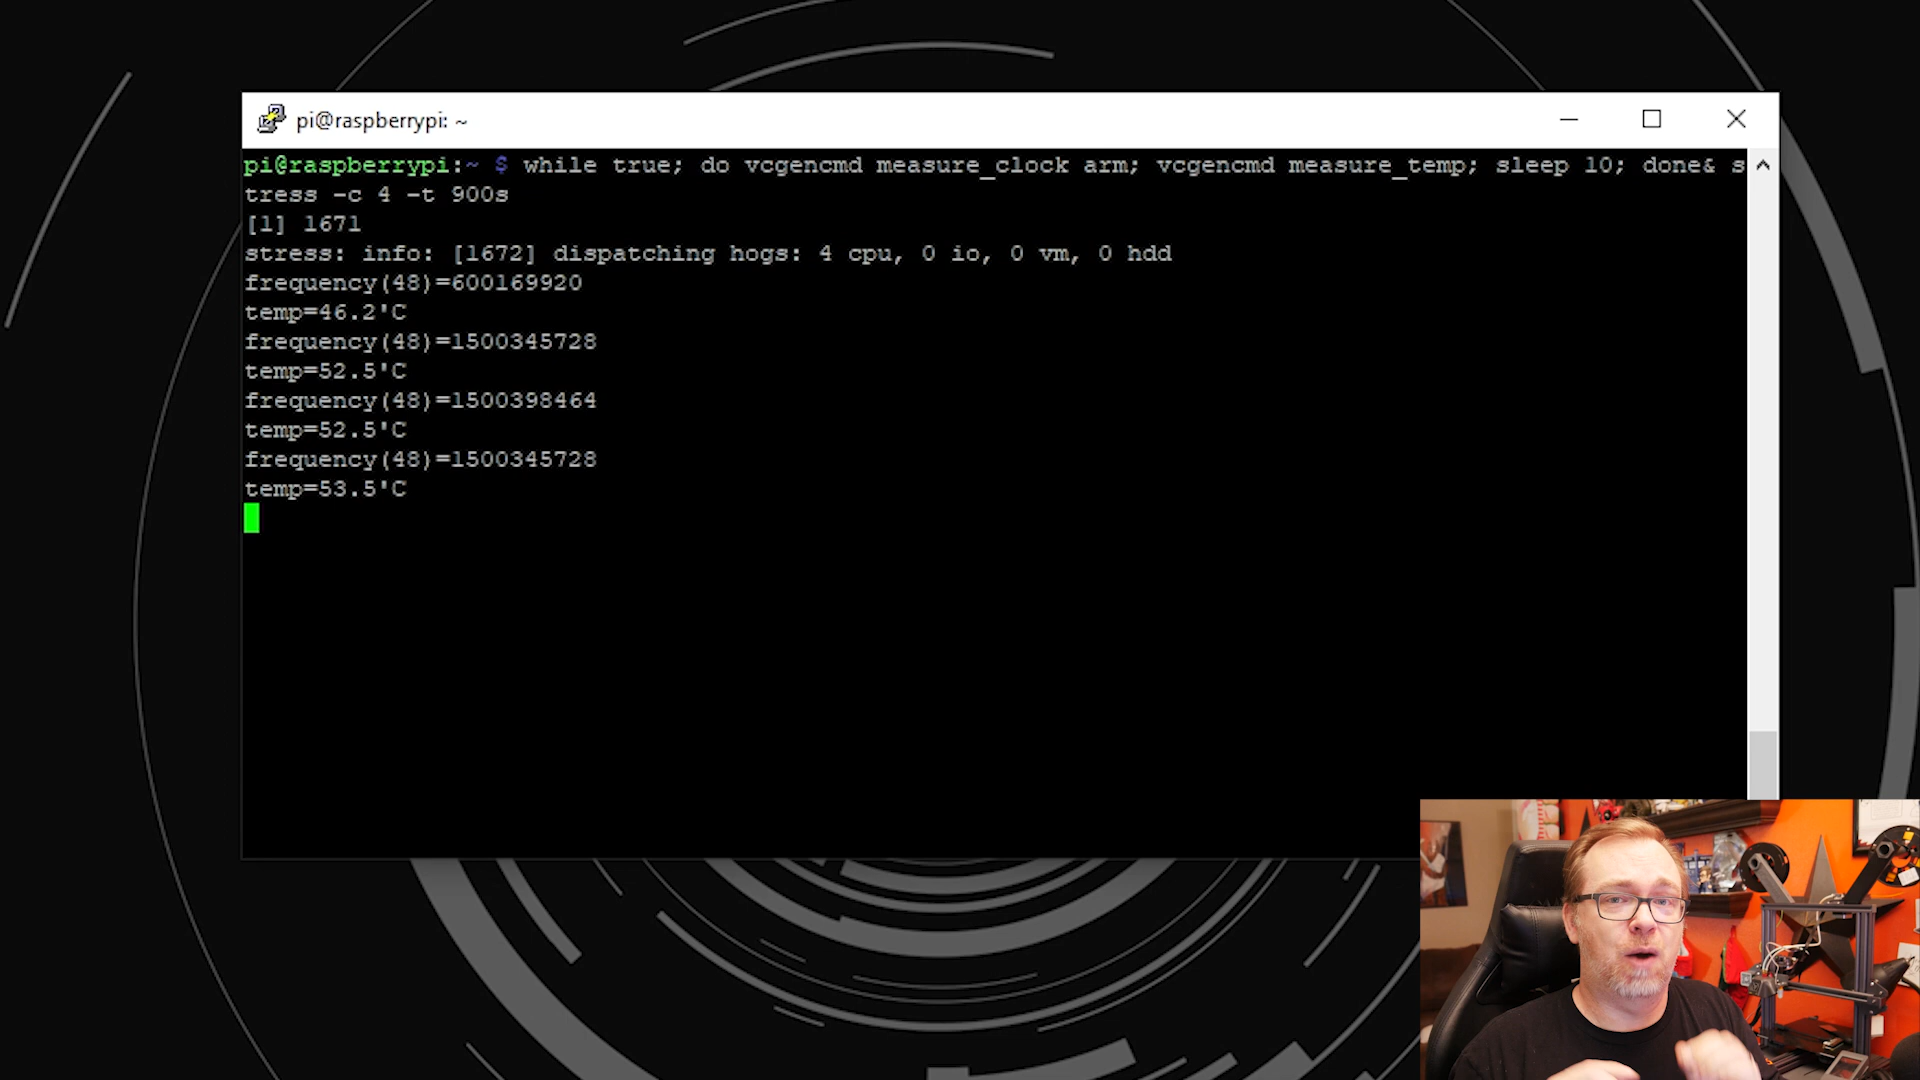 pi@raspberrypi: ~
pi@raspberrypi:~ $ while true; do vcgencmd measure_clock arm; vcgencmd measure_temp; sleep 10; done& s
tress -c 4 -t 900s
[1] 1671
stress: info: [1672] dispatching hogs: 4 cpu, 0 io, 0 vm, 0 hdd
frequency(48)=600169920
temp=46.2'C
frequency(48)=1500345728
temp=52.5'C
frequency(48)=1500398464
temp=52.5'C
frequency(48)=1500345728
temp=53.5'C